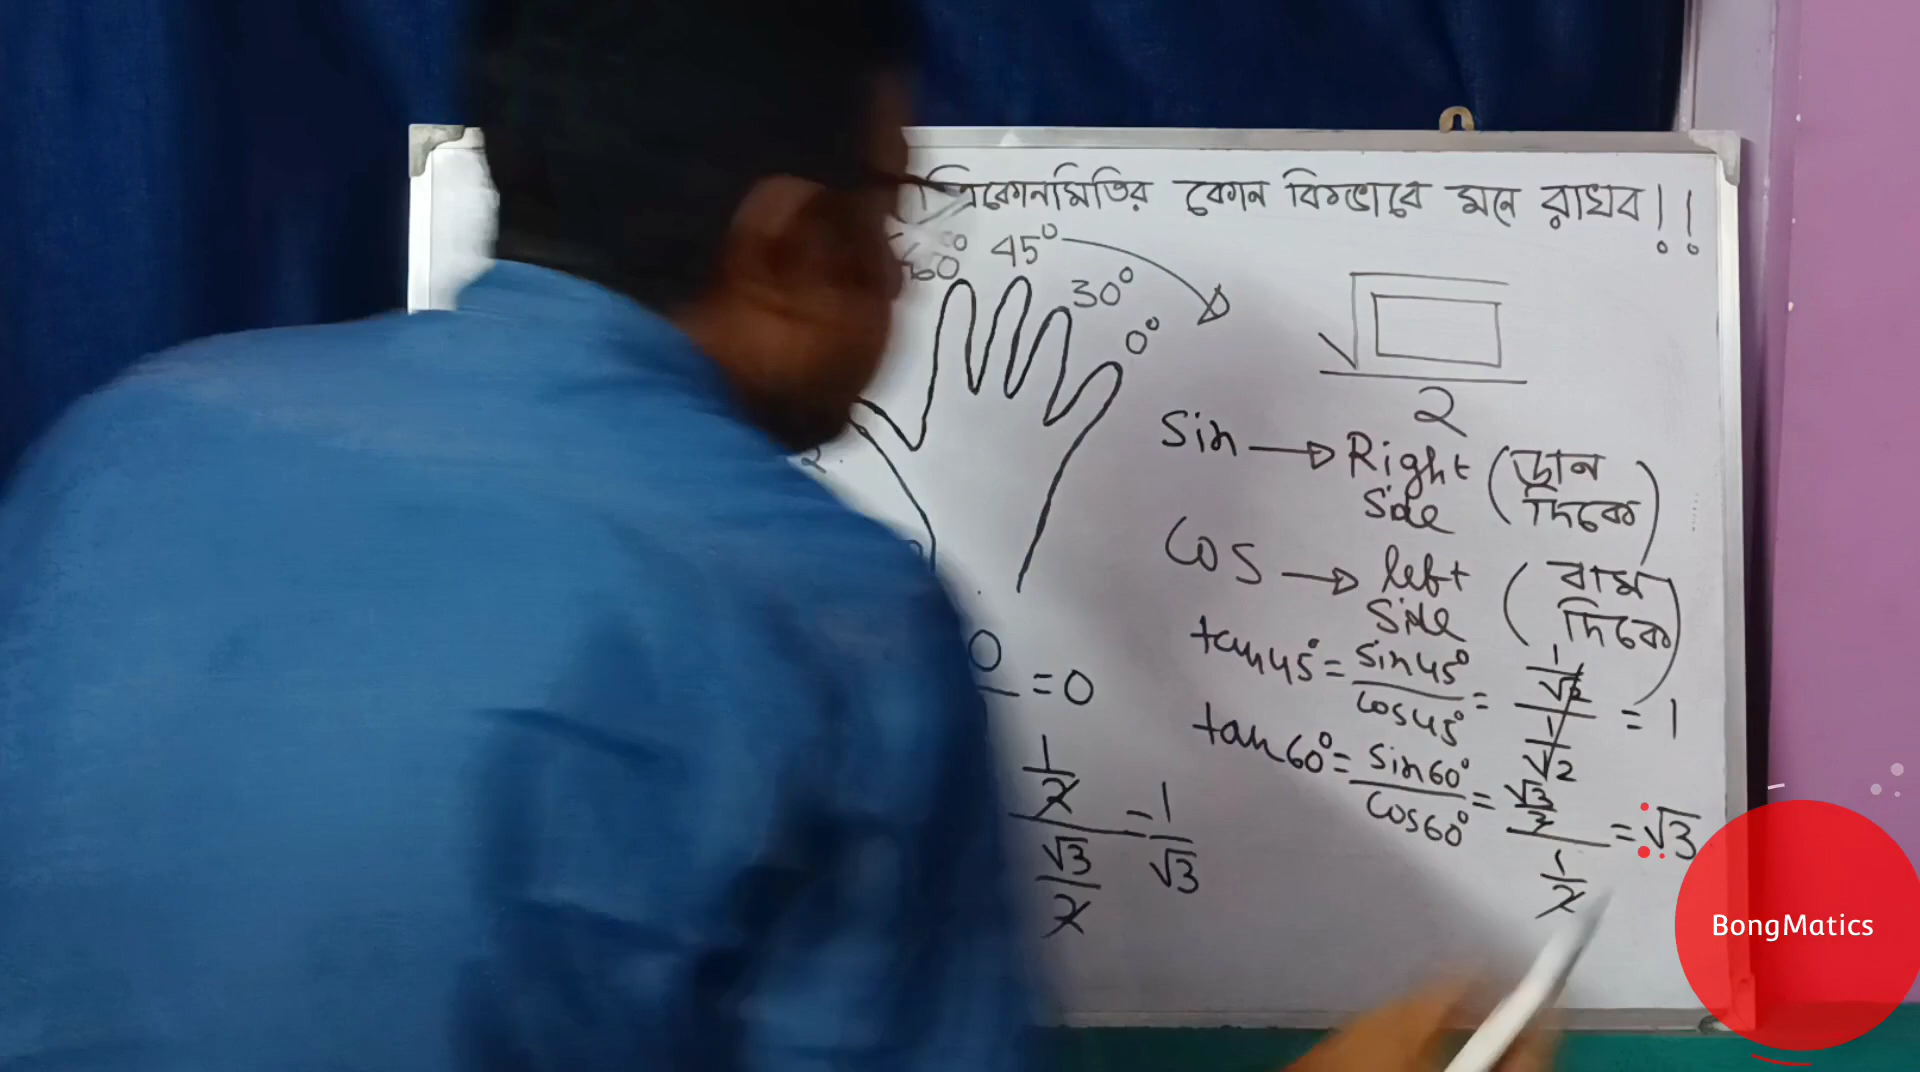 ত্রিকোনমিতির কোন কিভাবে মনে রাখব!!
60° 45°
30°
0°
√▭
2
Sin → Right Side (ডান দিকে)
Cos → left Side (বাম দিকে)
0
= 0
tan45° = sin45°/cos45° = (1/√2)/(1/√2) = 1
tan60° = sin60°/cos60° = (√3/2)/(1/2) = √3
(1/2)/(√3/2) = 1/√3
BongMatics